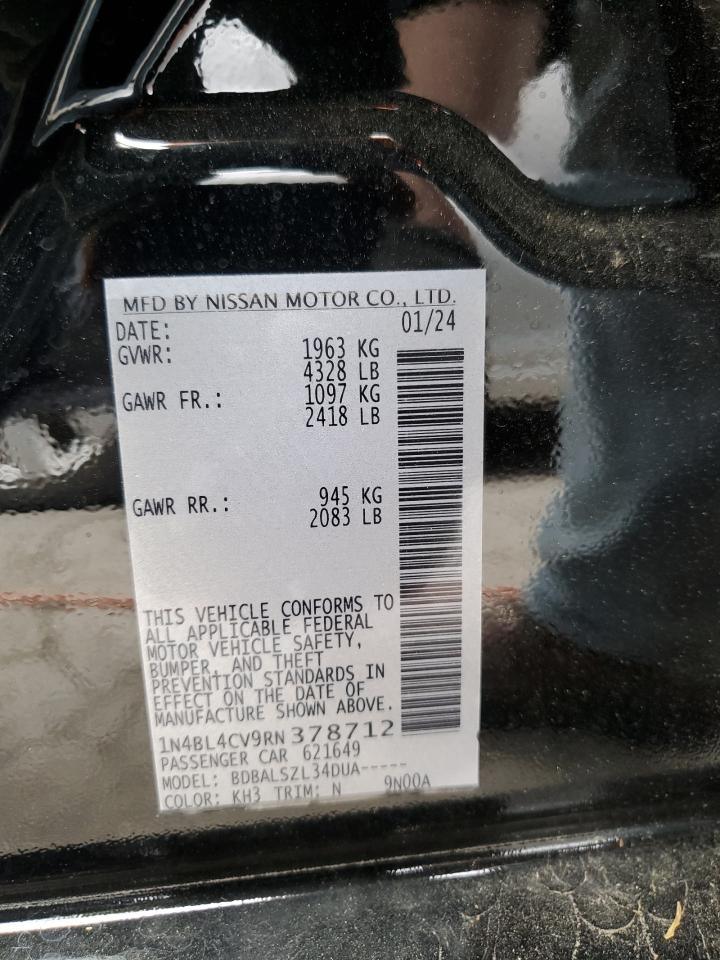 MFD BY NISSAN MOTOR CO., LTD.
DATE: 01/24
GVWR: 1963 KG
4328 LB
GAWR FR.: 1097 KG
2418 LB
GAWR RR.: 945 KG
2083 LB
THIS VEHICLE CONFORMS TO
ALL APPLICABLE FEDERAL
MOTOR VEHICLE SAFETY,
BUMPER, AND THEFT
PREVENTION STANDARDS IN
EFFECT ON THE DATE OF
MANUFACTURE SHOWN ABOVE.
1N4BL4CV9RN378712
PASSENGER CAR 621649
MODEL: BDBALSZL34DUA-----
COLOR: KH3 TRIM: N 9N00A